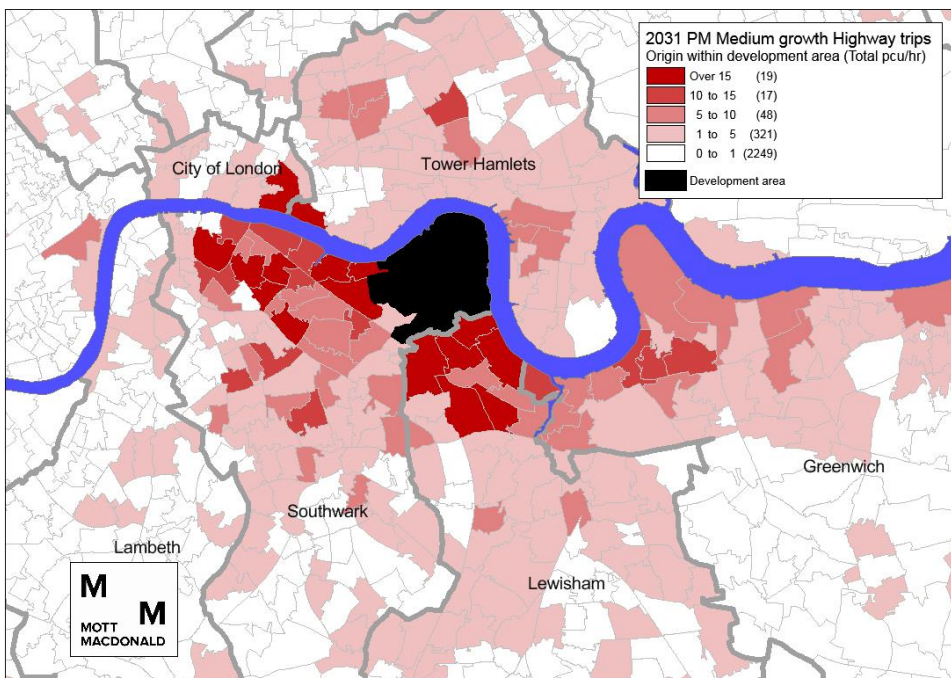 2031 PM Medium growth Highway trips
Origin within development area (Total pcu/hr)
Over 15 (19)
10 to 15 (17)
5 to 10 (48)
1 to 5 (321)
0 to 1 (2249)
Development area
City of London
Tower Hamlets
Greenwich
Southwark
Lambeth
Lewisham
M
M
MOTT
MACDONALD